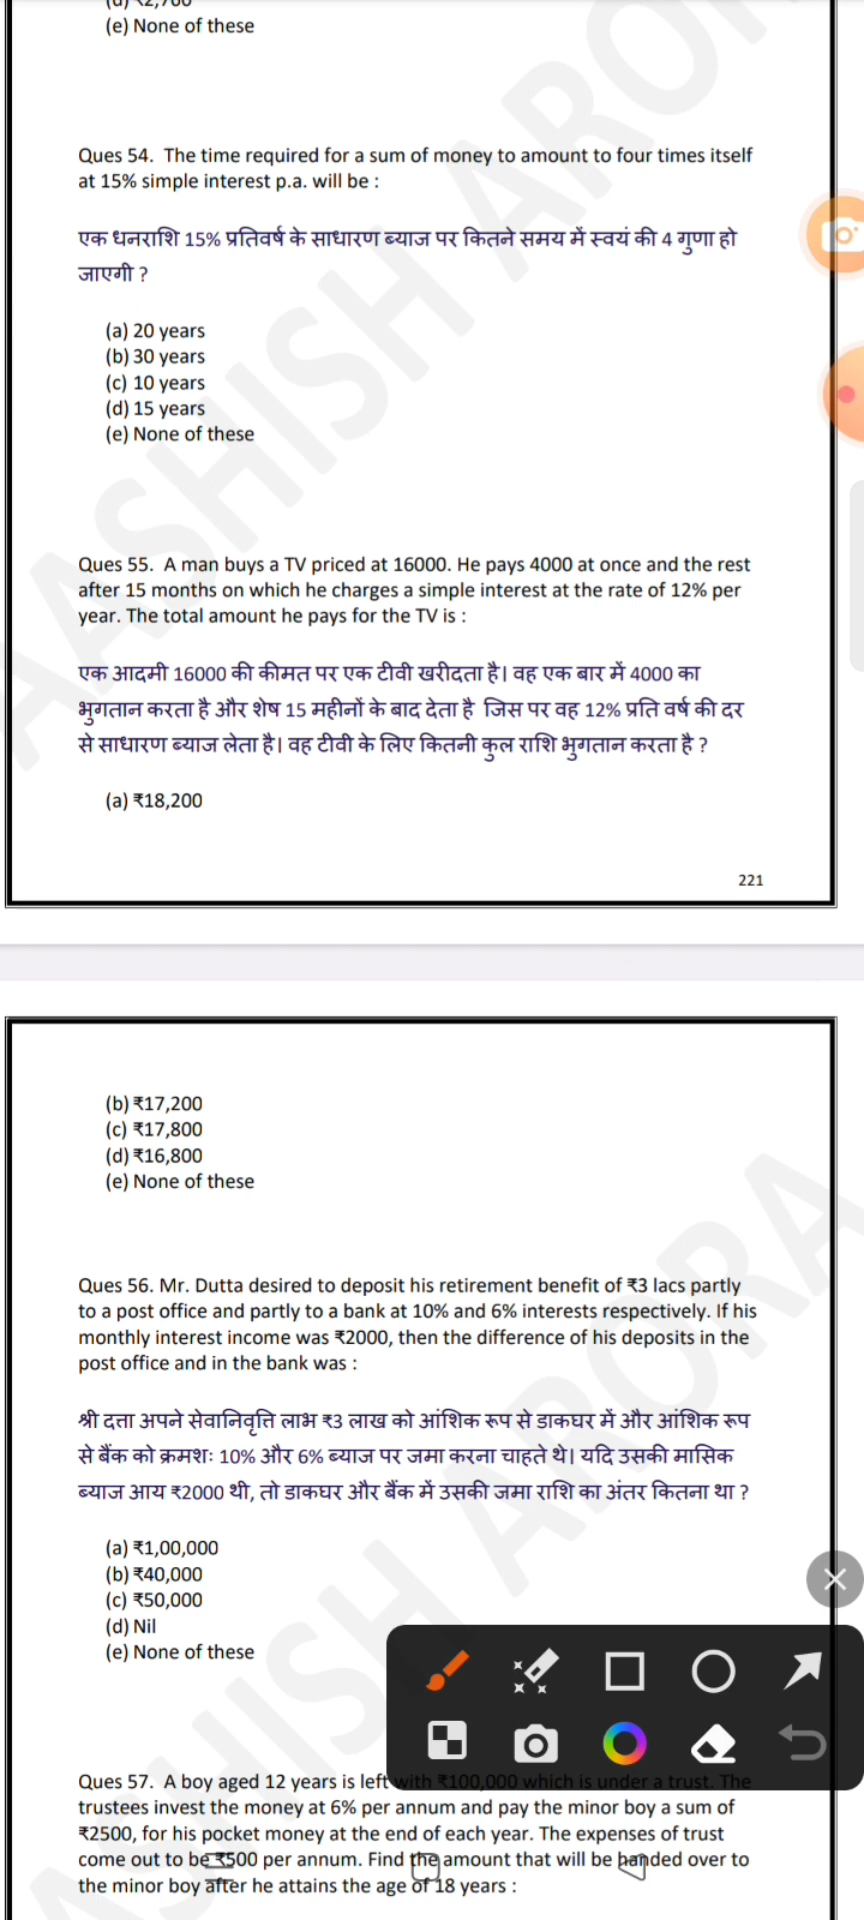 (e) None of these
Ques 54. The time required for a sum of money to amount to four times itself
at 15% simple interest p.a. will be :
एक धनराशि 15% प्रतिवर्ष के साधारण ब्याज पर कितने समय में स्वयं की 4 गुणा हो
जाएगी ?
(a) 20 years
(b) 30 years
(c) 10 years
(d) 15 years
(e) None of these
Ques 55. A man buys a TV priced at 16000. He pays 4000 at once and the rest
after 15 months on which he charges a simple interest at the rate of 12% per
year. The total amount he pays for the TV is :
एक आदमी 16000 की कीमत पर एक टीवी खरीदता है। वह एक बार में 4000 का
भुगतान करता है और शेष 15 महीनों के बाद देता है जिस पर वह 12% प्रति वर्ष की दर
से साधारण ब्याज लेता है। वह टीवी के लिए कितनी कुल राशि भुगतान करता है ?
(a) ₹18,200
221
(b) ₹17,200
(c) ₹17,800
(d) ₹16,800
(e) None of these
Ques 56. Mr. Dutta desired to deposit his retirement benefit of ₹3 lacs partly
to a post office and partly to a bank at 10% and 6% interests respectively. If his
monthly interest income was ₹2000, then the difference of his deposits in the
post office and in the bank was :
श्री दत्ता अपने सेवानिवृति लाभ ₹3 लाख को आंशिक रूप से डाकघर में और आंशिक रूप
से बैंक को क्रमशः 10% और 6% ब्याज पर जमा करना चाहते थे। यदि उसकी मासिक
ब्याज आय ₹2000 थी, तो डाकघर और बैंक में उसकी जमा राशि का अंतर कितना था ?
(a) ₹1,00,000
(b) ₹40,000
(c) ₹50,000
(d) Nil
(e) None of these
Ques 57. A boy aged 12 years is left with ₹100,000 which is under a trust. The
trustees invest the money at 6% per annum and pay the minor boy a sum of
₹2500, for his pocket money at the end of each year. The expenses of trust
come out to be ₹500 per annum. Find the amount that will be handed over to
the minor boy after he attains the age of 18 years :
AASHISH ARORA
AASHISH ARORA